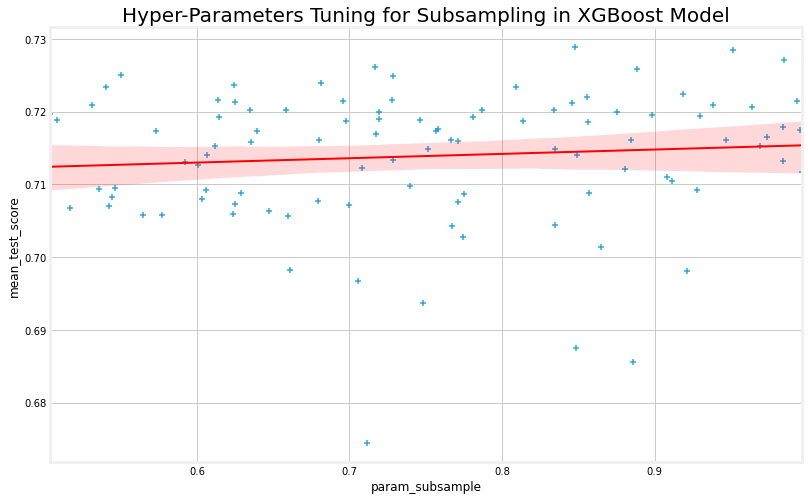 Hyper-Parameters Tuning for Subsampling in XGBoost Model
0.73
0.72
0.71
0.70
0.69
0.68
mean_test_score
0.6 0.7 0.8 0.9
param_subsample